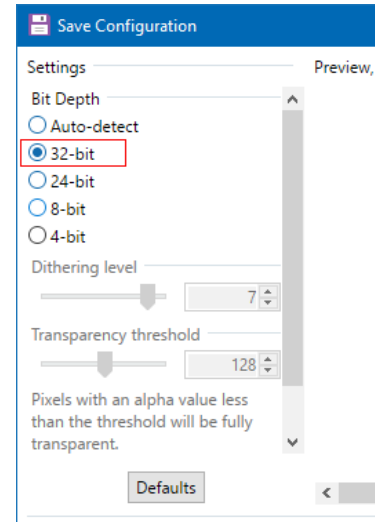 Save Configuration
Settings
Preview,
Bit Depth
Auto-detect
32-bit
24-bit
8-bit
4-bit
Dithering level
7
Transparency threshold
128
Pixels with an alpha value less
than the threshold will be fully
transparent.
Defaults